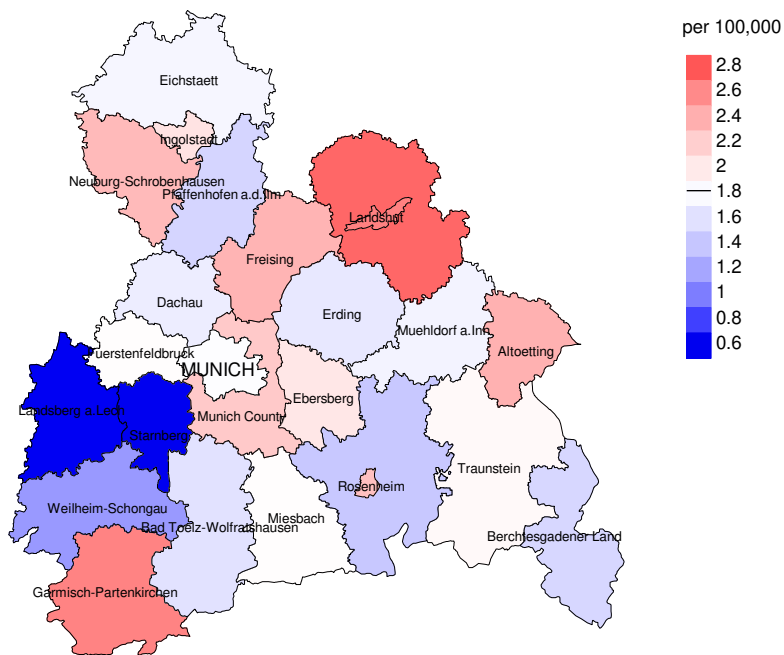 per 100,000
2.8
2.6
2.4
2.2
2
1.8
1.6
1.4
1.2
1
0.8
0.6
Eichstaett
Ingolstadt
Neuburg-Schrobenhausen
Pfaffenhofen a.d.Ilm
Landshut
Freising
Dachau
Erding
Muehldorf a.Inn
Altoetting
Fuerstenfeldbruck
MUNICH
Ebersberg
Landsberg a.Lech
Munich County
Starnberg
Traunstein
Rosenheim
Weilheim-Schongau
Miesbach
Bad Toelz-Wolfratshausen
Berchtesgadener Land
Garmisch-Partenkirchen